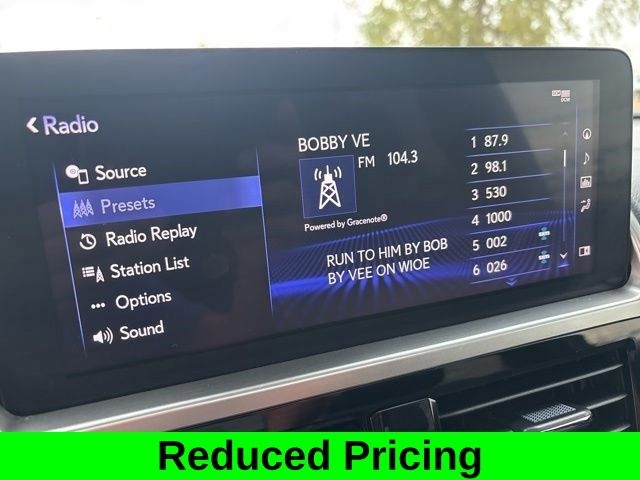 < Radio
Source
Presets
Radio Replay
Station List
Options
Sound
BOBBY VE
FM 104.3
Powered by Gracenote®
RUN TO HIM BY BOB
BY VEE ON WIOE
1 87.9
2 98.1
3 530
4 1000
5 002
6 026
DCM
Reduced Pricing